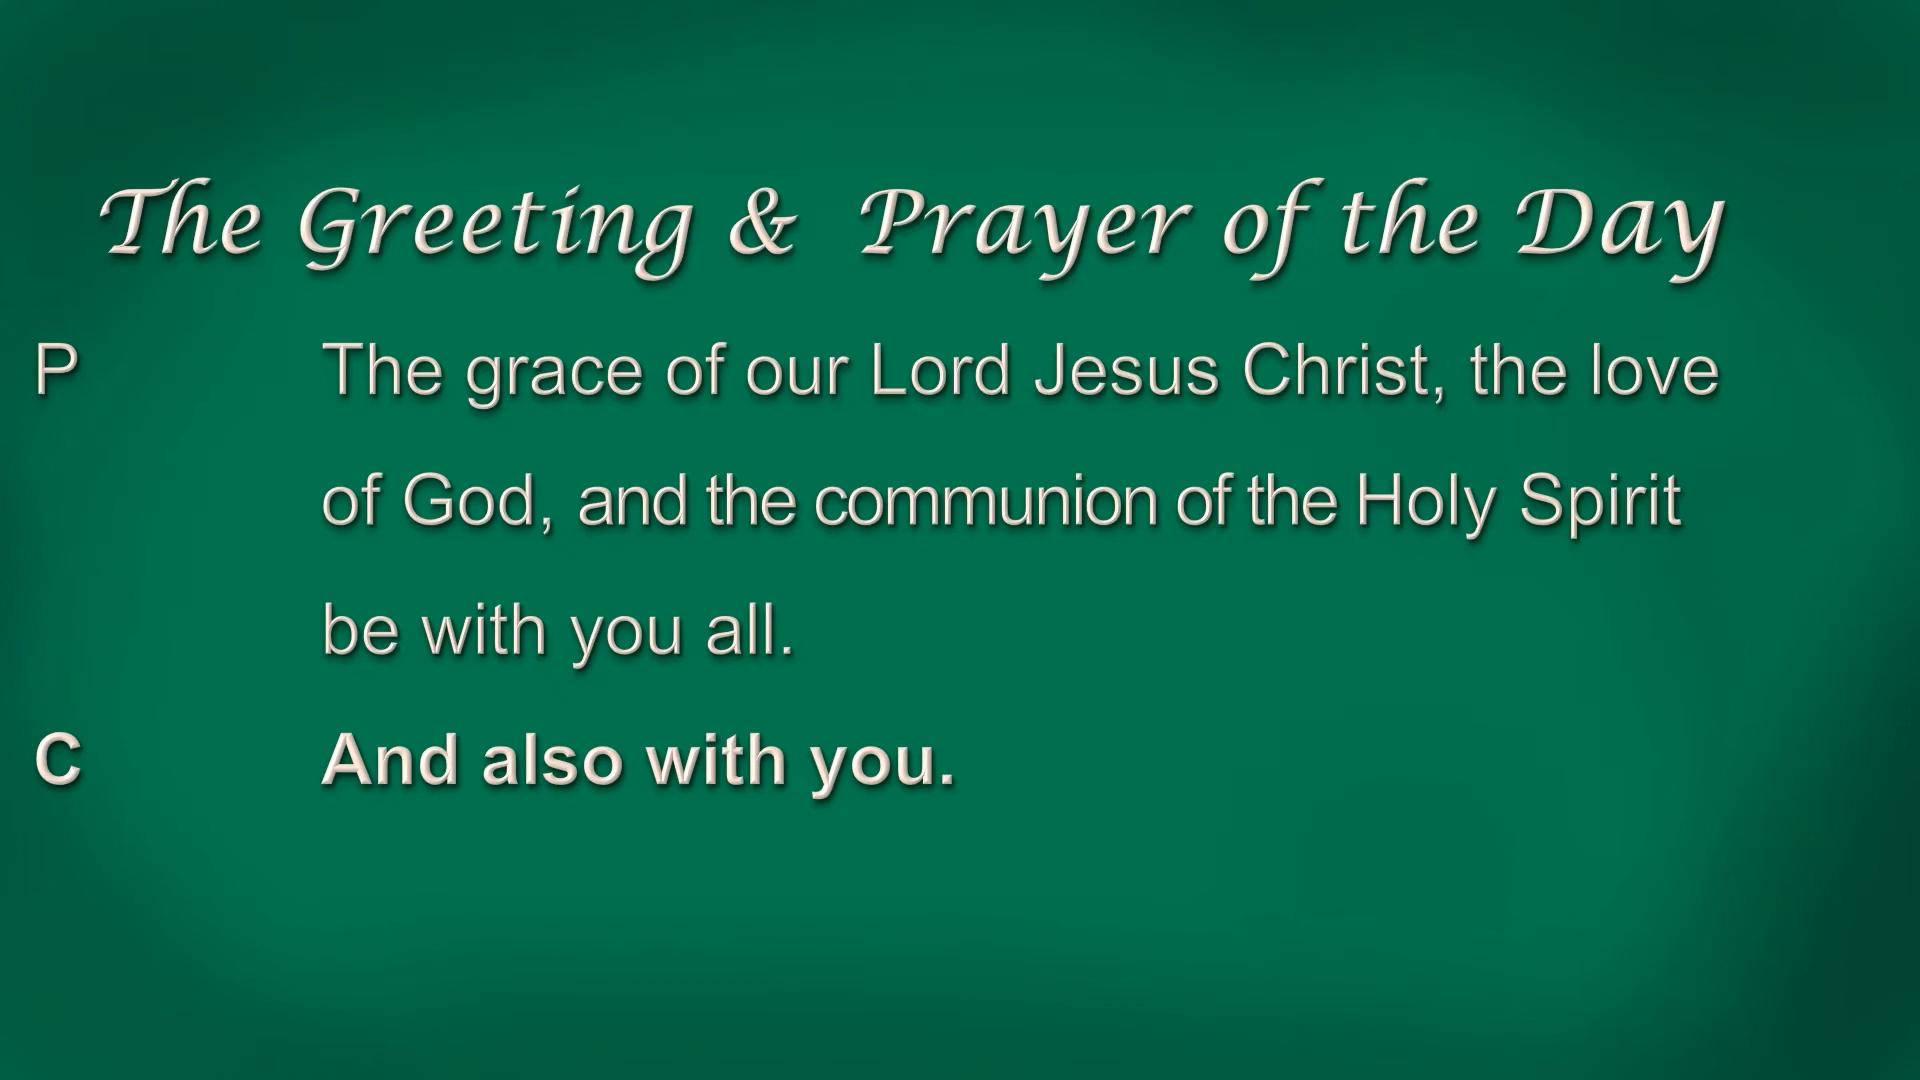 The Greeting &  Prayer of the Day
P The grace of our Lord Jesus Christ, the love
of God, and the communion of the Holy Spirit
be with you all.
C And also with you.